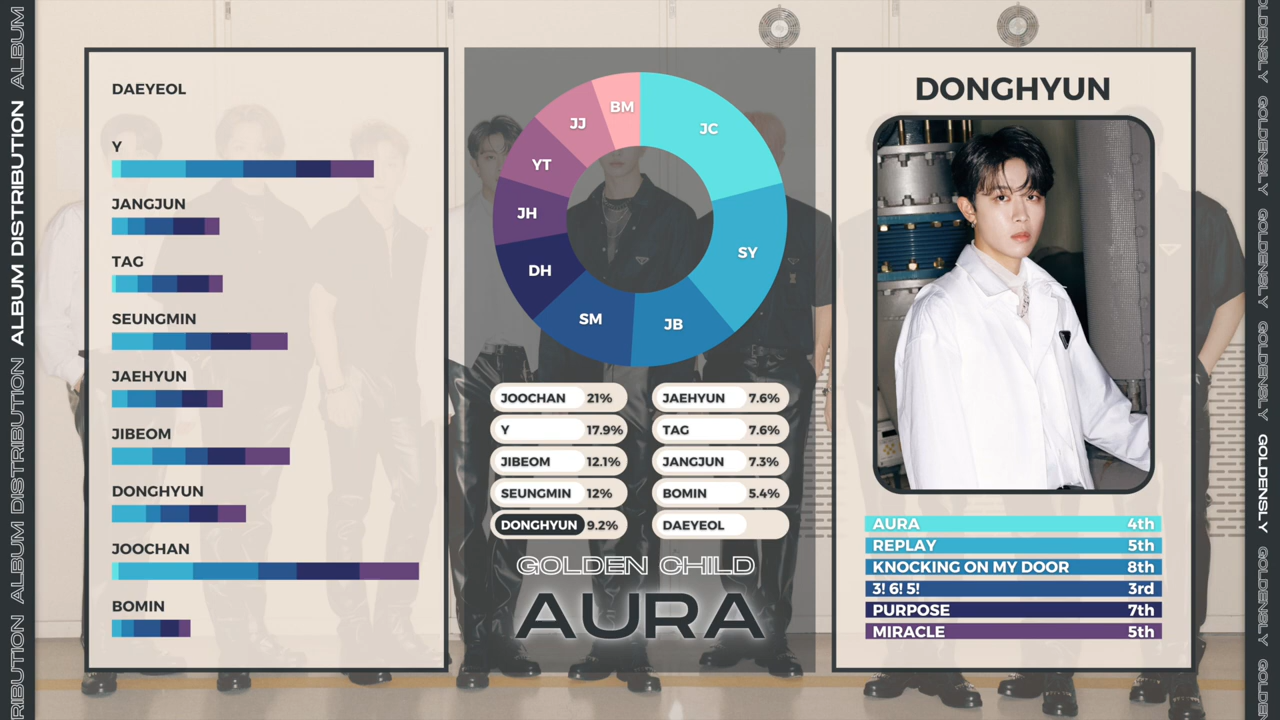 ALBUM DISTRIBUTION
ALBUM DISTRIBUTION
ALBUM
RIBUTION
DAEYEOL
Y
JANGJUN
TAG
SEUNGMIN
JAEHYUN
JIBEOM
DONGHYUN
JOOCHAN
BOMIN
BM
JC
JJ
YT
JH
SY
DH
SM
JB
JOOCHAN 21%
Y 17.9%
JIBEOM 12.1%
SEUNGMIN 12%
DONGHYUN 9.2%
JAEHYUN 7.6%
TAG 7.6%
JANGJUN 7.3%
BOMIN 5.4%
DAEYEOL
GOLDEN CHILD
AURA
DONGHYUN
AURA 4th
REPLAY 5th
KNOCKING ON MY DOOR 8th
3! 6! 5! 3rd
PURPOSE 7th
MIRACLE 5th
OLDENSLY
GOLDENSLY
GOLDENSLY
GOLDENSLY
GOLDENSLY
GOLDENSLY
GOLDEN